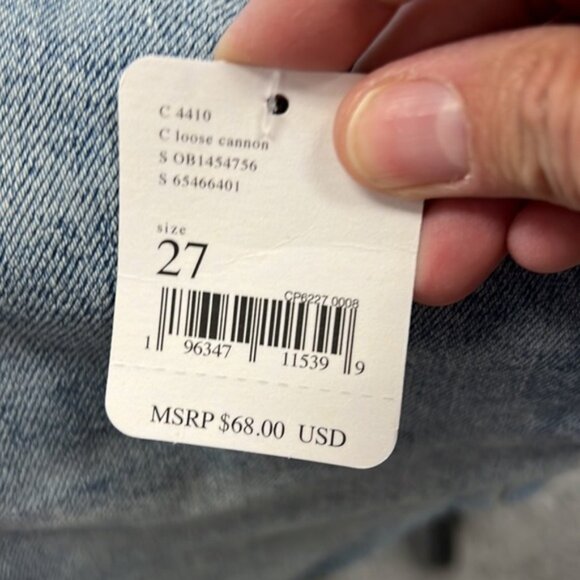 C 4410
C loose cannon
S OB1454756
S 65466401
size
27
CP6227 0008
1 96347 11539 9
MSRP $68.00 USD